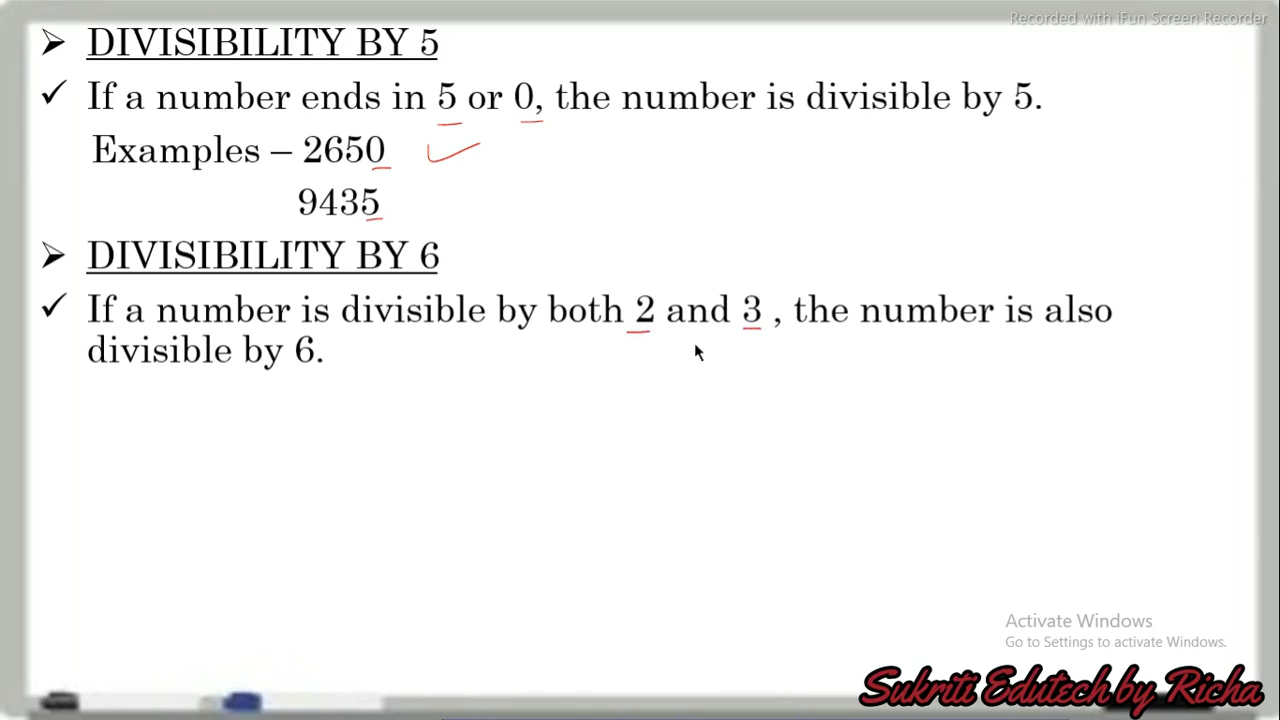 Recorded with iFun Screen Recorder
➢ DIVISIBILITY BY 5
✓ If a number ends in 5 or 0, the number is divisible by 5.
Examples – 2650
9435
➢ DIVISIBILITY BY 6
✓ If a number is divisible by both 2 and 3 , the number is also
divisible by 6.
Activate Windows
Go to Settings to activate Windows.
Sukriti Edutech by Richa